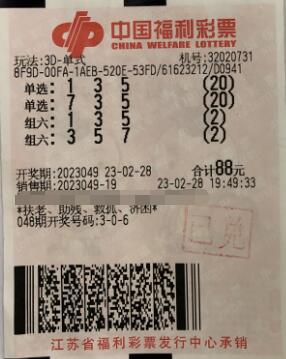 中国福利彩票
CHINA WELFARE LOTTERY
玩法:3D-单式 机号:32020731
8F9D-00FA-1AEB-520E-53FD/61623212/D0941
单选: 1 3 5 (20)
单选: 7 3 5 (20)
组六: 1 3 5 (2)
组六: 3 5 7 (2)
开奖期:2023049 23-02-28 合计88元
销售期:2023049-19 23-02-28 19:49:33
*扶老、助残、救孤、济困*
048期开奖号码:3-0-6
已兑
江苏省福利彩票发行中心承销